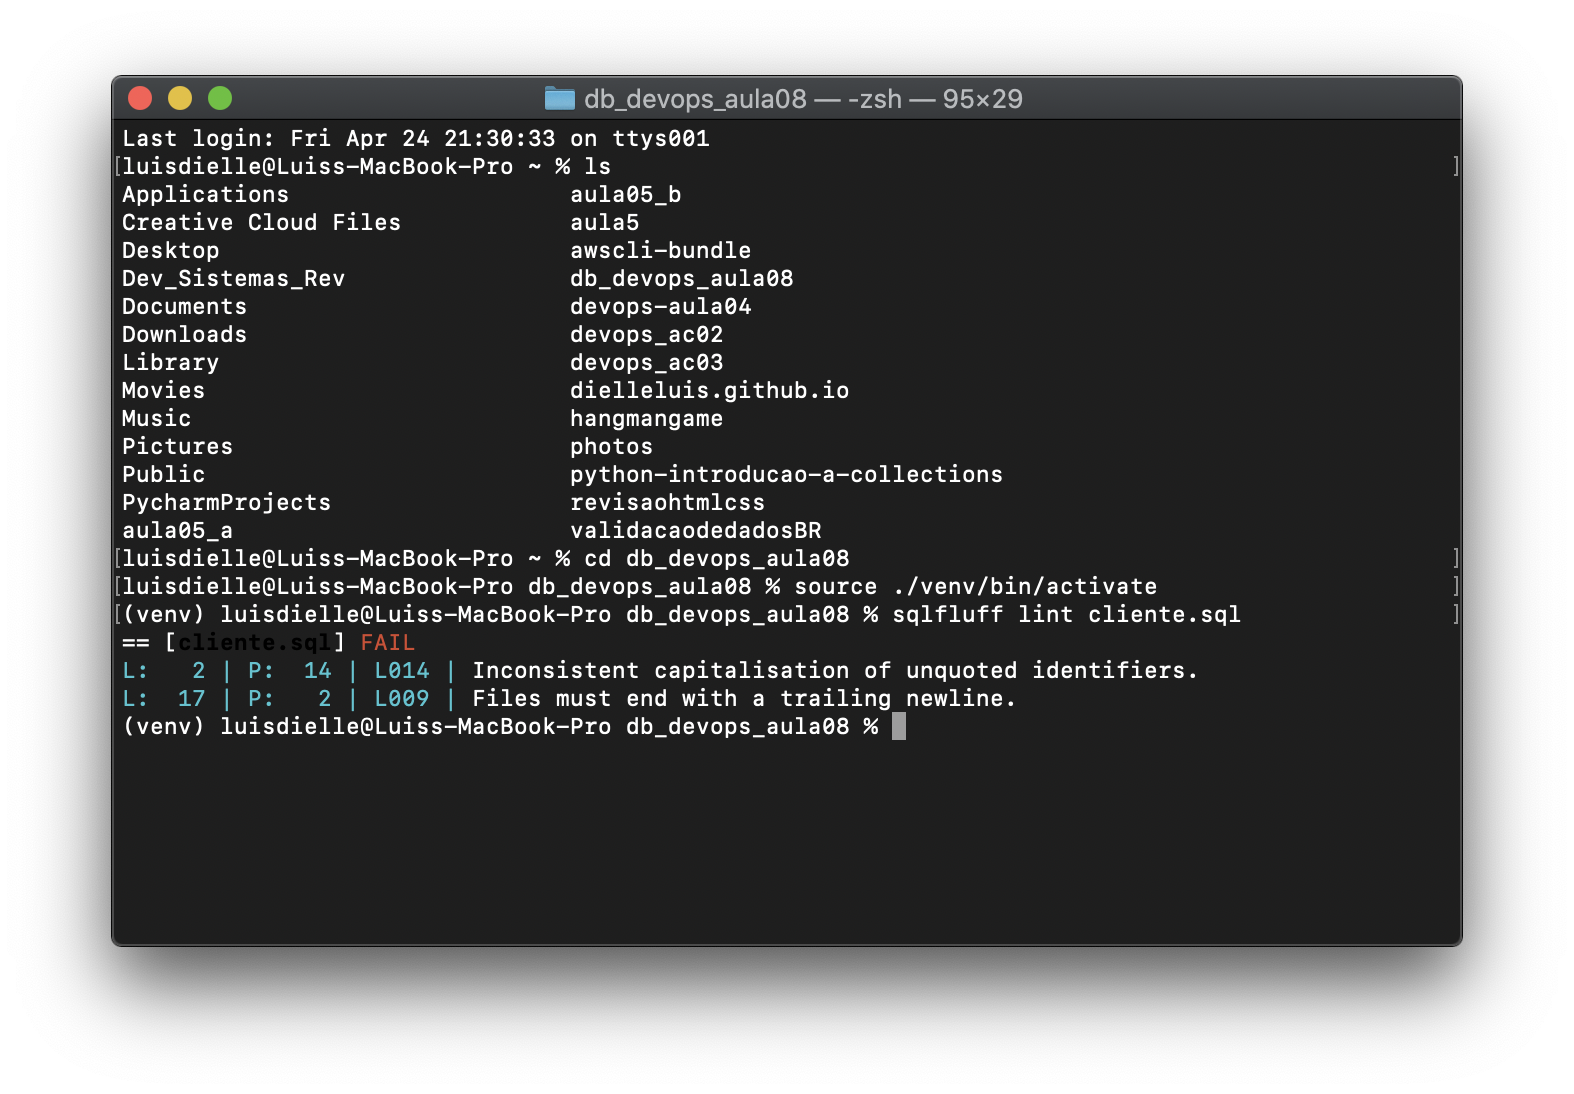 db_devops_aula08 — -zsh — 95×29
Last login: Fri Apr 24 21:30:33 on ttys001
[luisdielle@Luiss-MacBook-Pro ~ % ls ]
Applications aula05_b
Creative Cloud Files aula5
Desktop awscli-bundle
Dev_Sistemas_Rev db_devops_aula08
Documents devops-aula04
Downloads devops_ac02
Library devops_ac03
Movies dielleluis.github.io
Music hangmangame
Pictures photos
Public python-introducao-a-collections
PycharmProjects revisaohtmlcss
aula05_a validacaodedadosBR
[luisdielle@Luiss-MacBook-Pro ~ % cd db_devops_aula08 ]
[luisdielle@Luiss-MacBook-Pro db_devops_aula08 % source ./venv/bin/activate ]
[(venv) luisdielle@Luiss-MacBook-Pro db_devops_aula08 % sqlfluff lint cliente.sql ]
== [cliente.sql] FAIL
L:   2 | P:  14 | L014 | Inconsistent capitalisation of unquoted identifiers.
L:  17 | P:   2 | L009 | Files must end with a trailing newline.
(venv) luisdielle@Luiss-MacBook-Pro db_devops_aula08 %